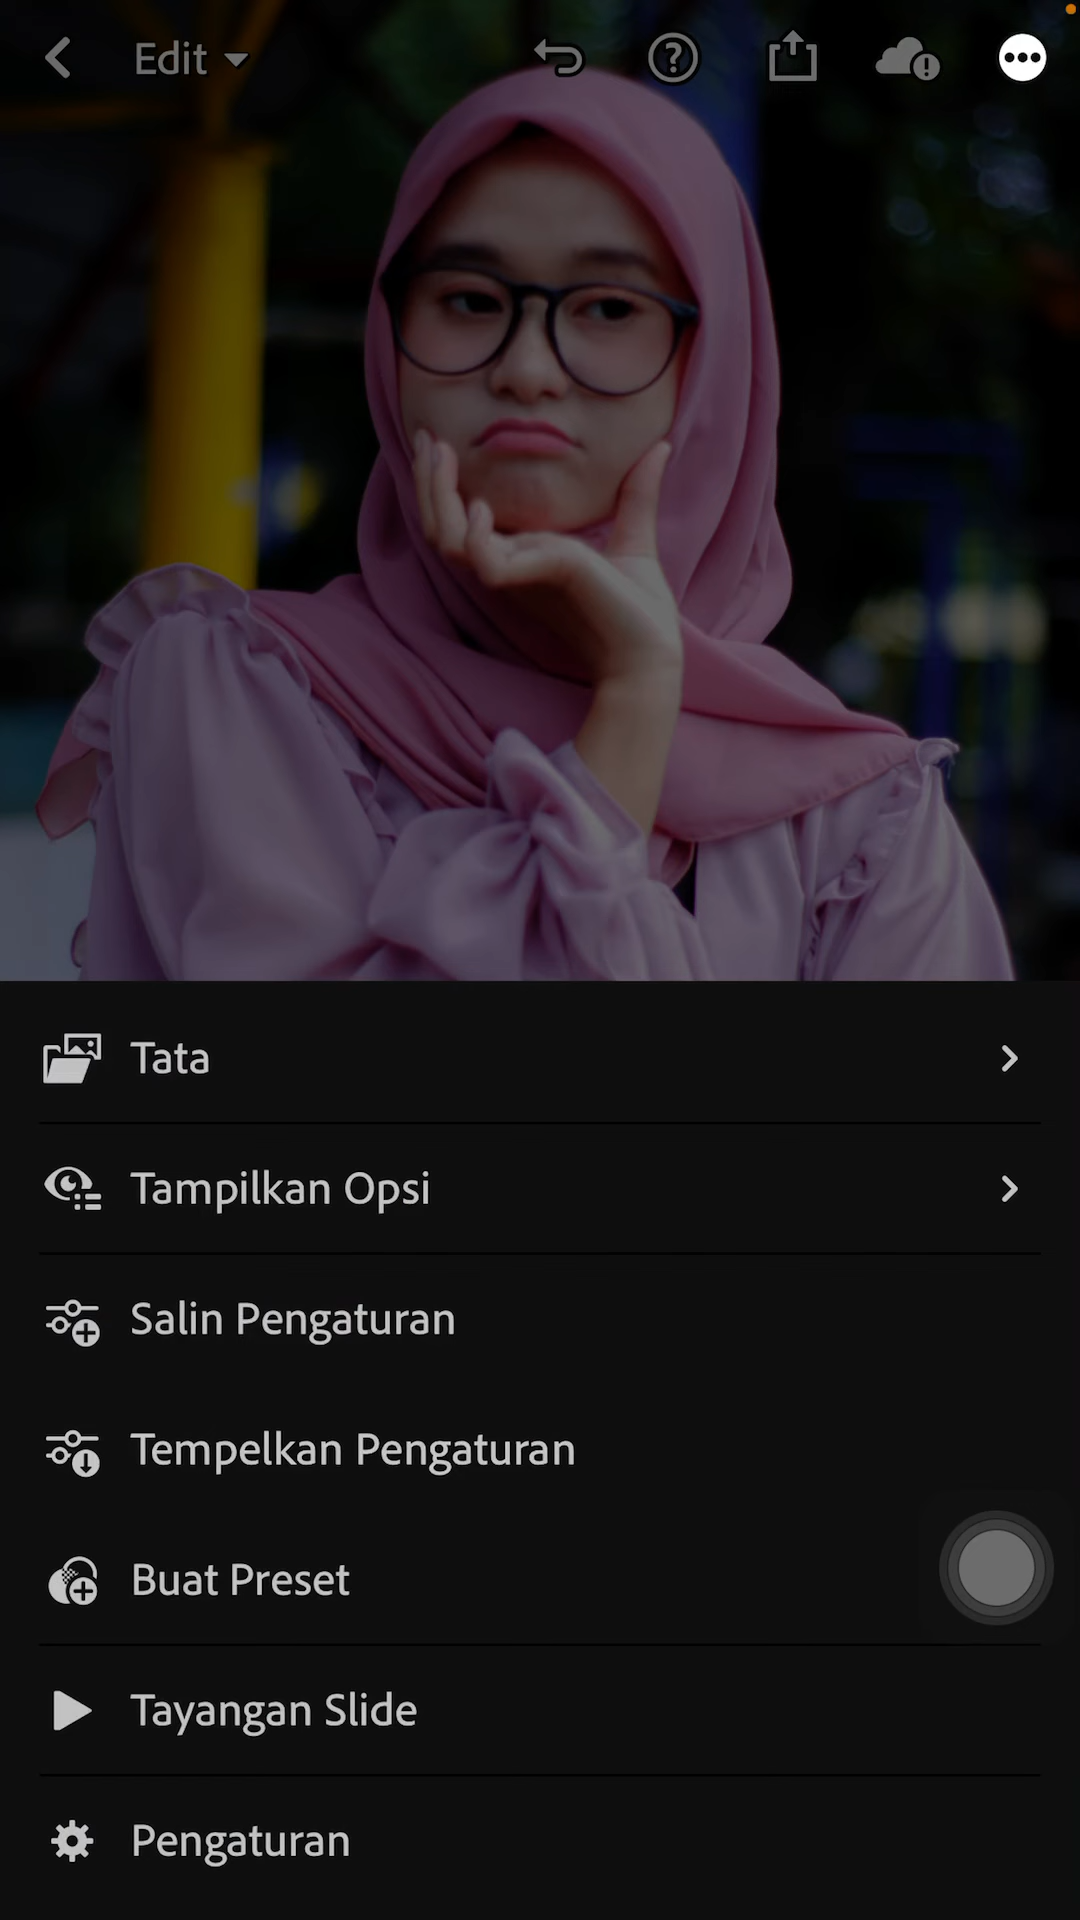 Edit
Tata
Tampilkan Opsi
Salin Pengaturan
Tempelkan Pengaturan
Buat Preset
Tayangan Slide
Pengaturan